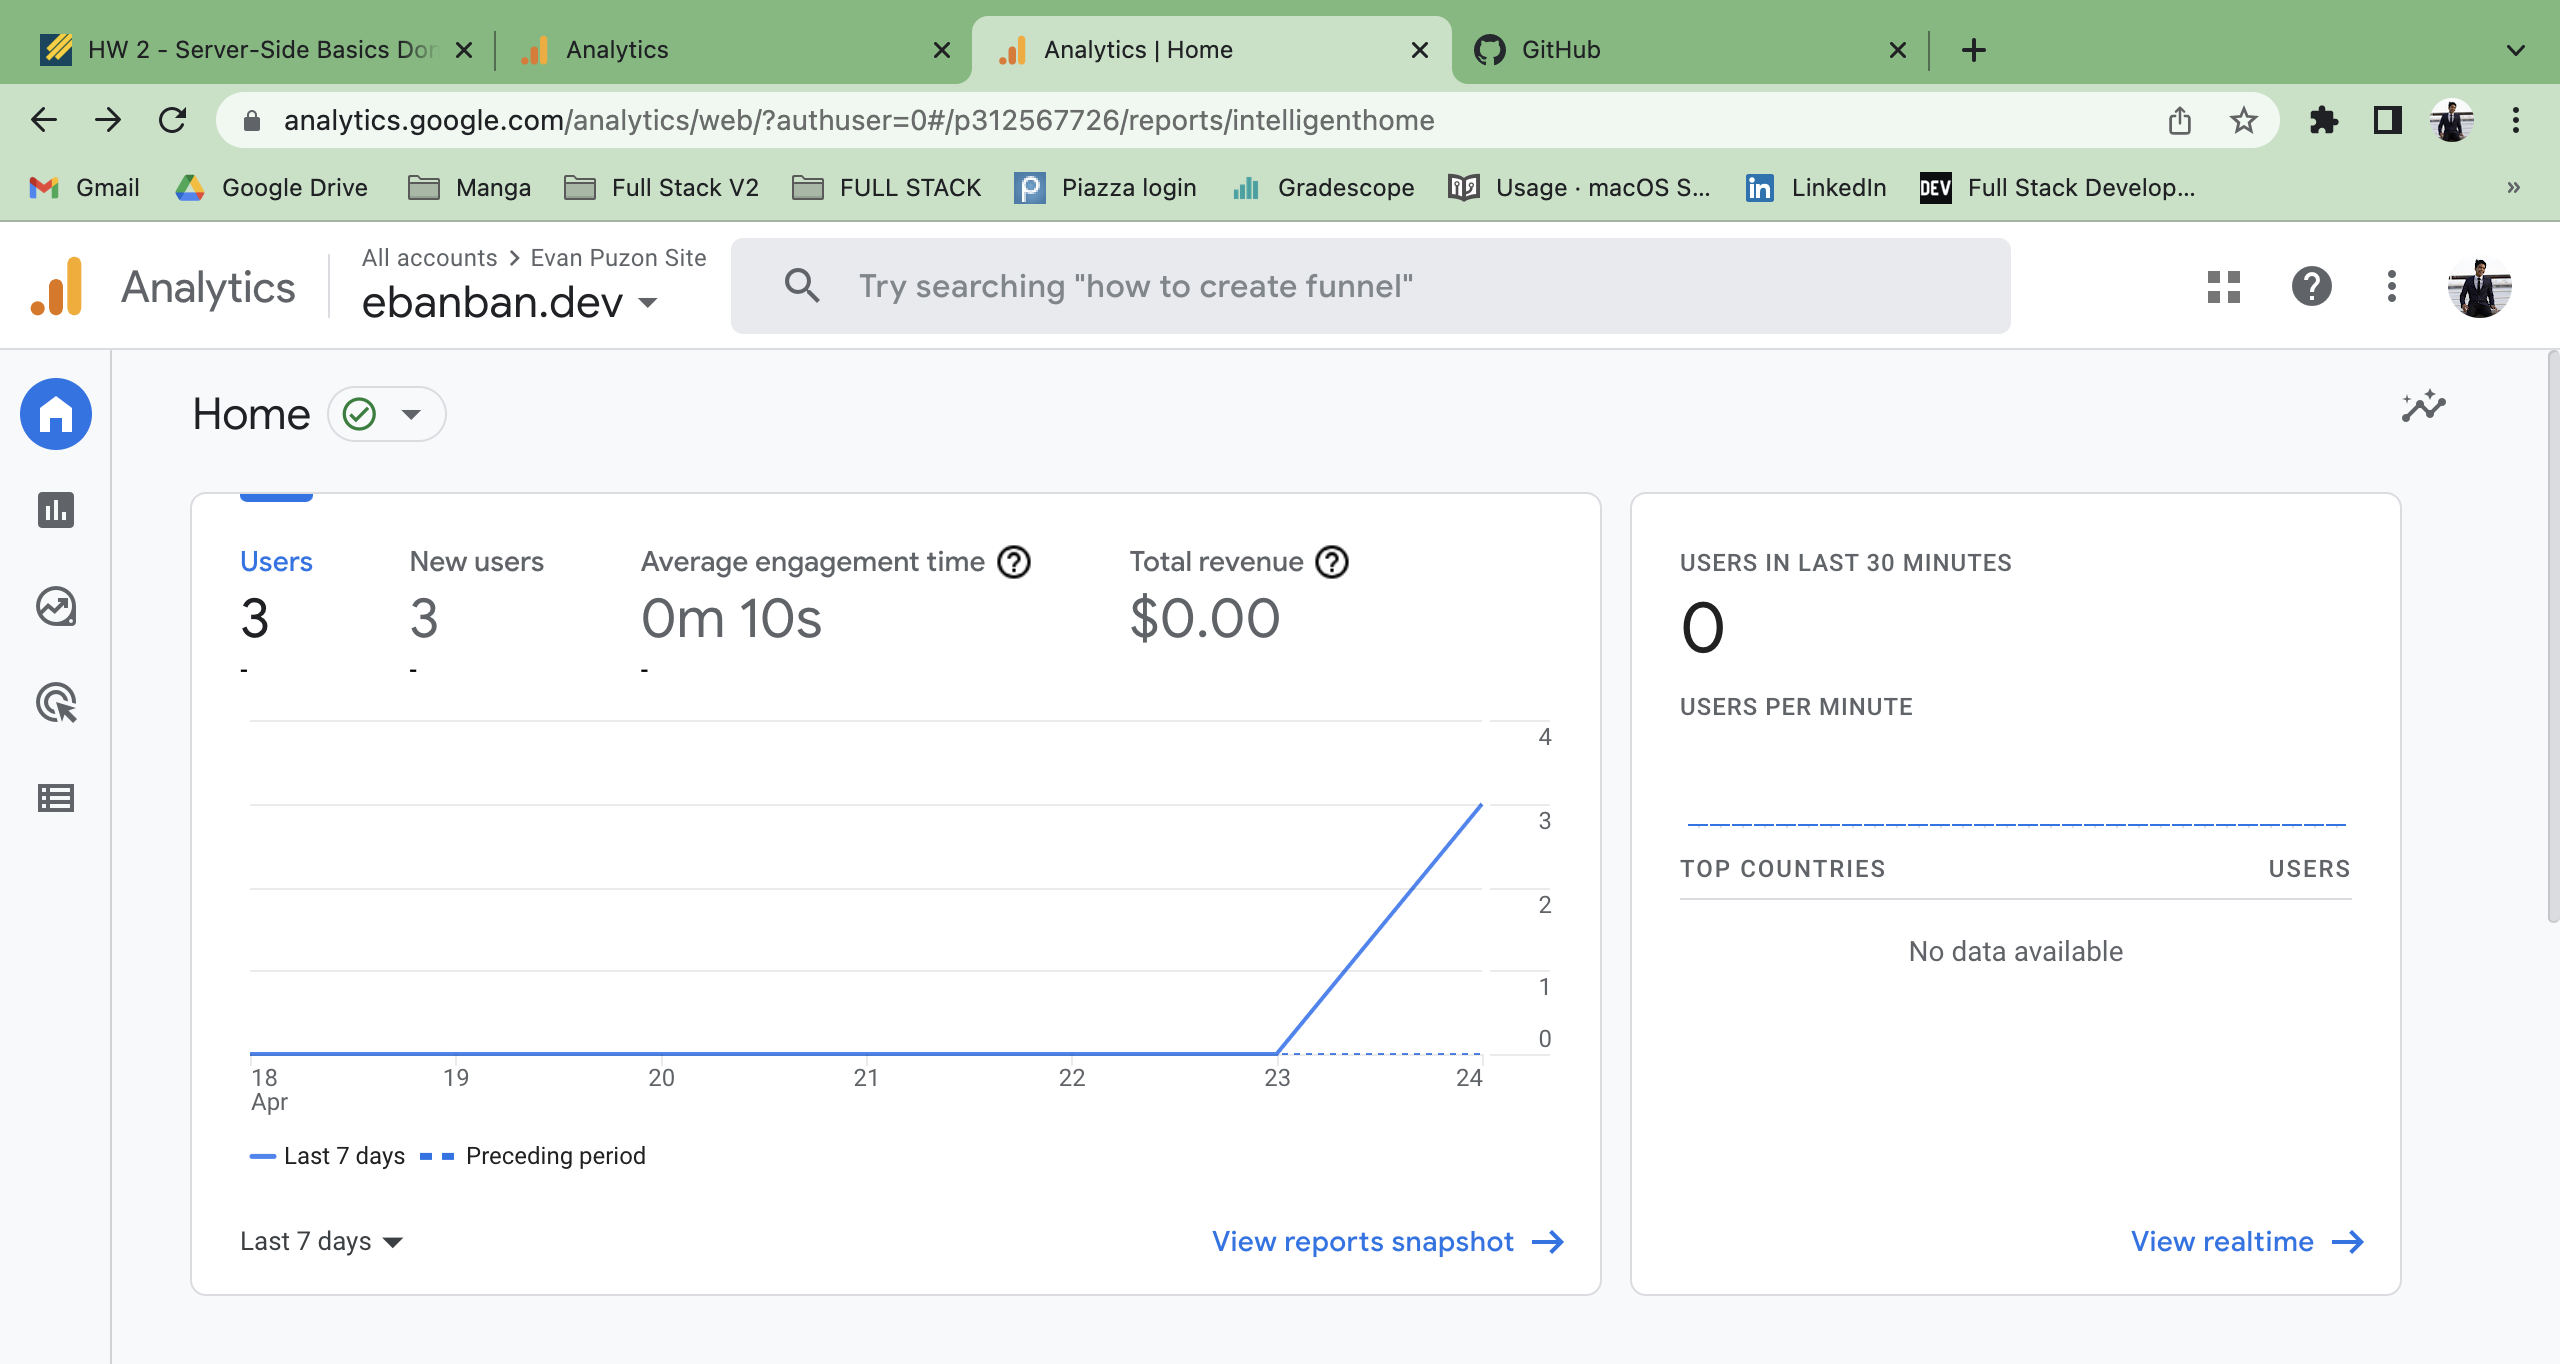 HW 2 - Server-Side Basics Dor
Analytics
Analytics | Home
GitHub
analytics.google.com/analytics/web/?authuser=0#/p312567726/reports/intelligenthome
Gmail
Google Drive
Manga
Full Stack V2
FULL STACK
Piazza login
Gradescope
Usage · macOS S...
LinkedIn
DEV
Full Stack Develop...
»
Analytics
All accounts > Evan Puzon Site
ebanban.dev
Try searching "how to create funnel"
Home
Users
3
-
New users
3
-
Average engagement time
0m 10s
-
Total revenue
$0.00
4
3
2
1
0
18
Apr
19
20
21
22
23
24
Last 7 days
Preceding period
Last 7 days
View reports snapshot
USERS IN LAST 30 MINUTES
0
USERS PER MINUTE
TOP COUNTRIES
USERS
No data available
View realtime